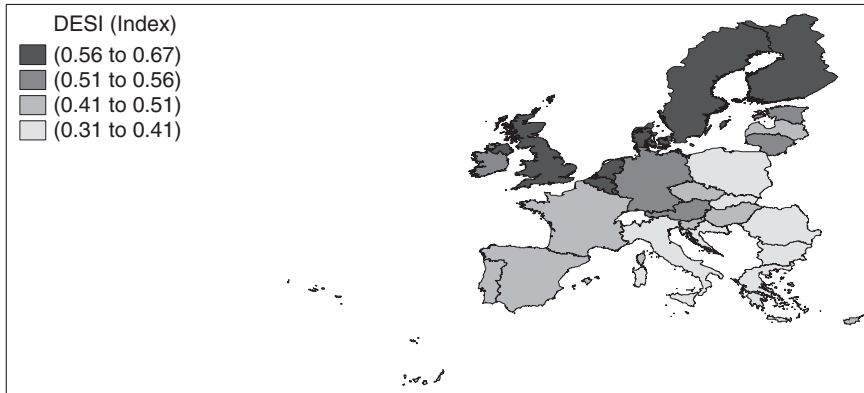 DESI (Index)
(0.56 to 0.67)
(0.51 to 0.56)
(0.41 to 0.51)
(0.31 to 0.41)